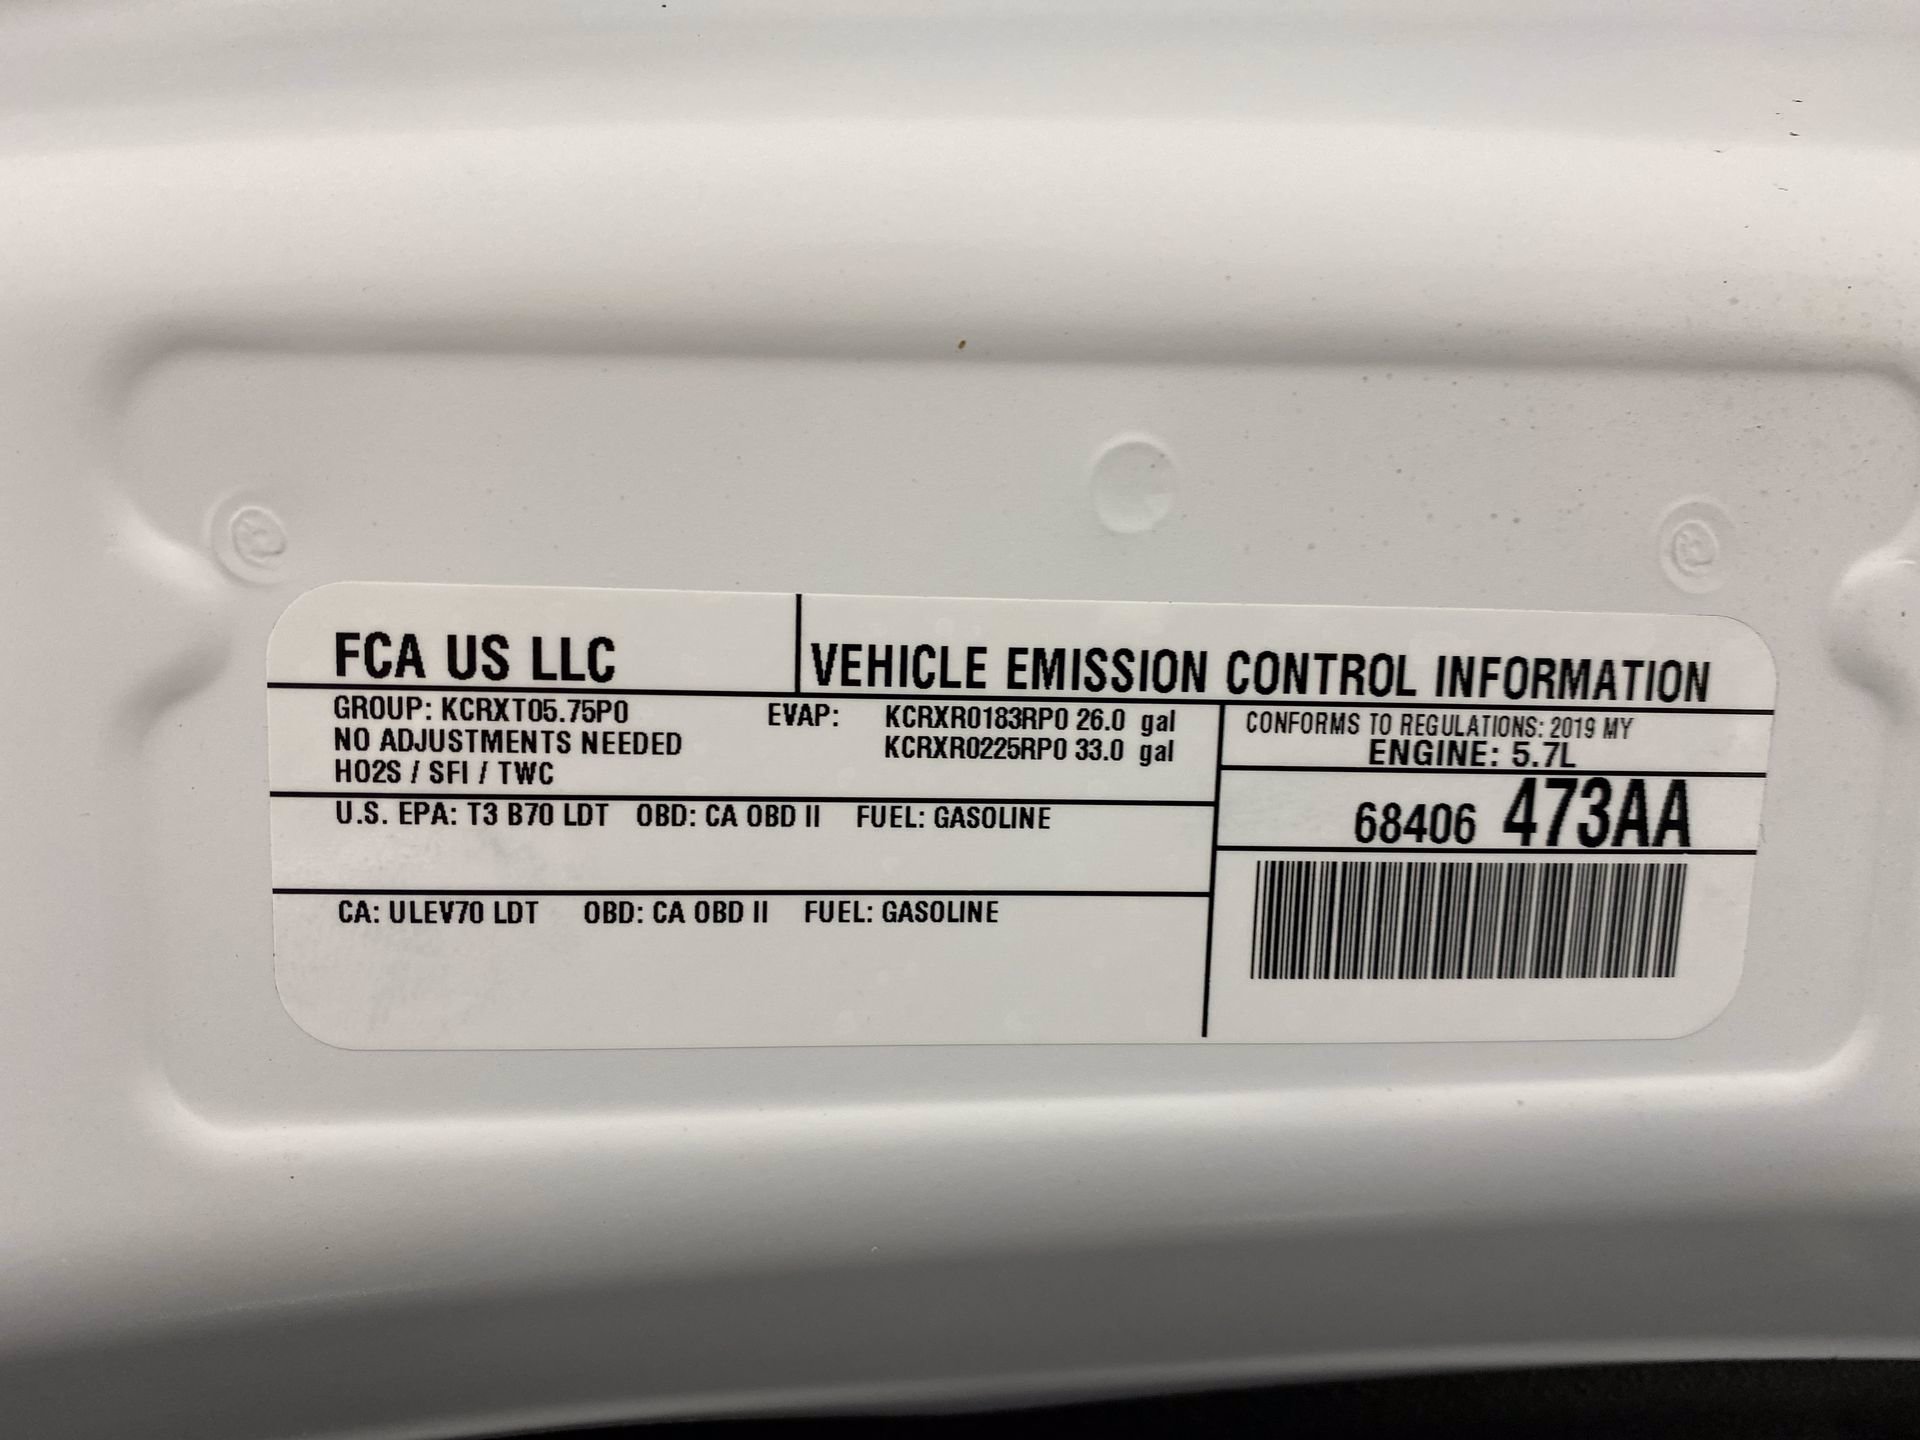 FCA US LLC
VEHICLE EMISSION CONTROL INFORMATION
GROUP: KCRXT05.75P0
NO ADJUSTMENTS NEEDED
HO2S / SFI / TWC
EVAP: KCRXR0183RP0 26.0 gal
KCRXR0225RP0 33.0 gal
CONFORMS TO REGULATIONS: 2019 MY
ENGINE: 5.7L
68406 473AA
U.S. EPA: T3 B70 LDT OBD: CA OBD II FUEL: GASOLINE
CA: ULEV70 LDT OBD: CA OBD II FUEL: GASOLINE